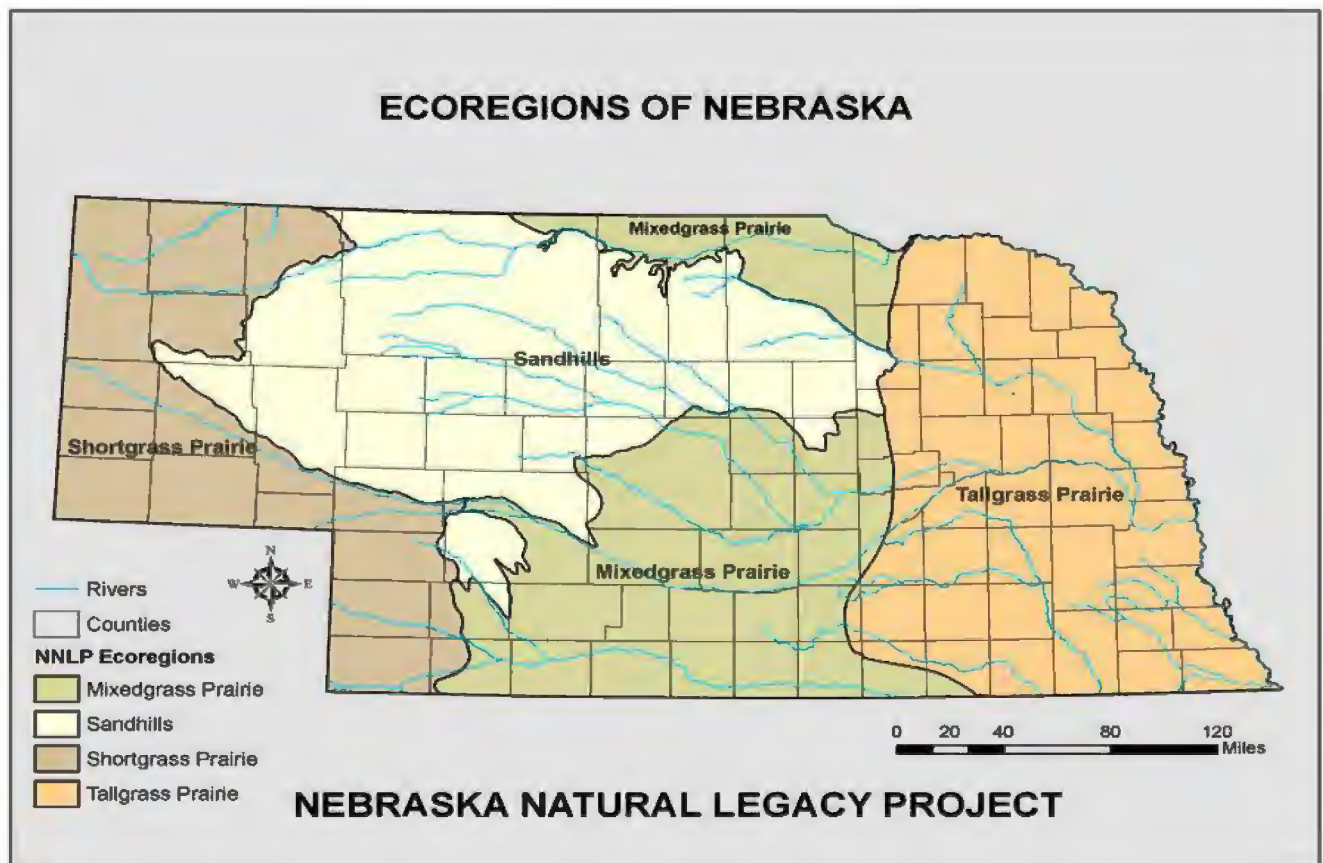 ECOREGIONS OF NEBRASKA
Mixedgrass Prairie
Sandhills
Shortgrass Prairie
Tallgrass Prairie
Mixedgrass Prairie
N
W E
S
Rivers
Counties
NNLP Ecoregions
Mixedgrass Prairie
Sandhills
Shortgrass Prairie
Tallgrass Prairie
0 20 40 80 120
Miles
NEBRASKA NATURAL LEGACY PROJECT